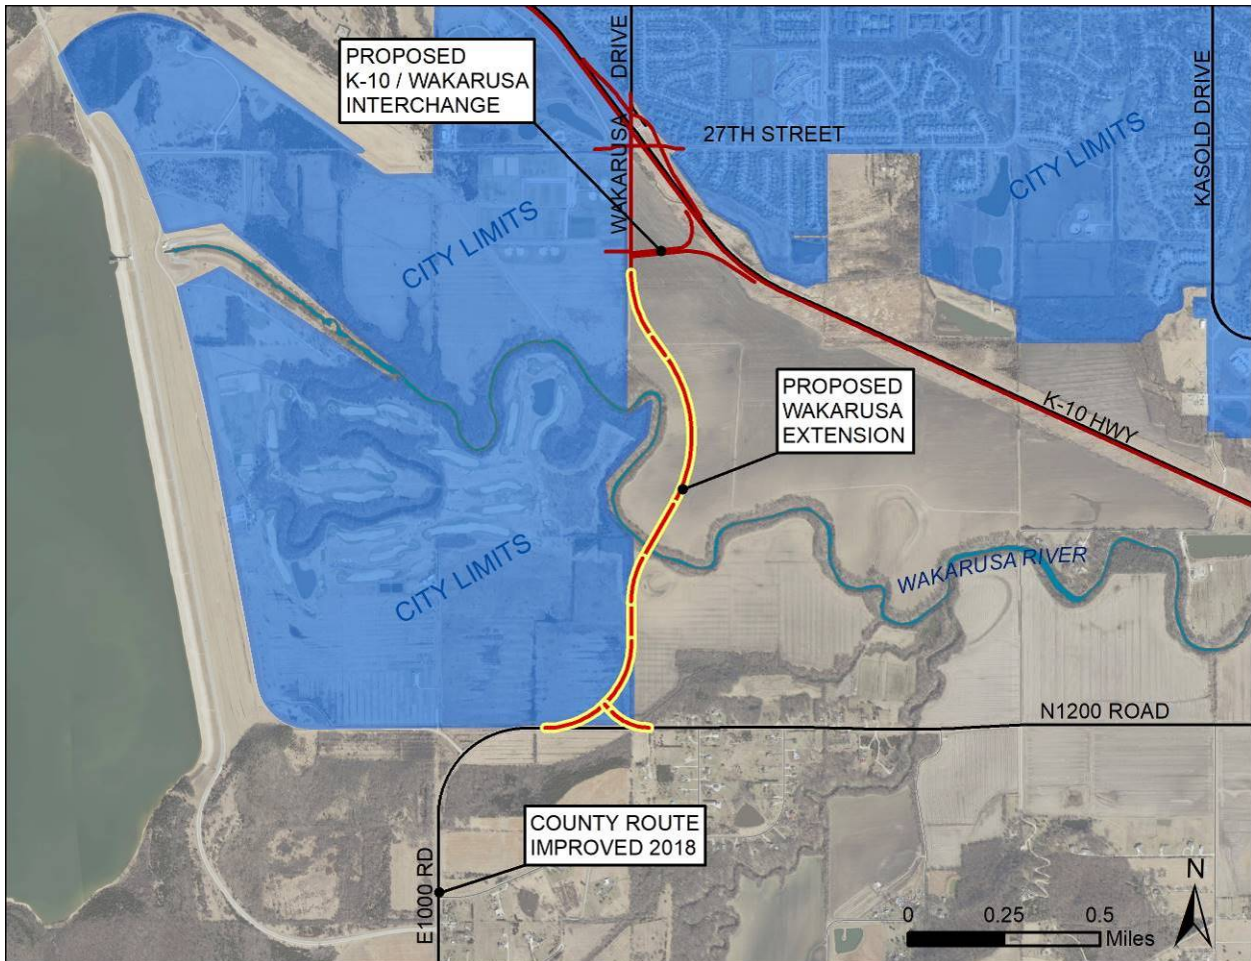 PROPOSED
K-10 / WAKARUSA
INTERCHANGE
WAKARUSA DRIVE
27TH STREET
CITY LIMITS
KASOLD DRIVE
CITY LIMITS
PROPOSED
WAKARUSA
EXTENSION
K-10 HWY
CITY LIMITS
WAKARUSA RIVER
N1200 ROAD
COUNTY ROUTE
IMPROVED 2018
E1000 RD
N
0 0.25 0.5
Miles